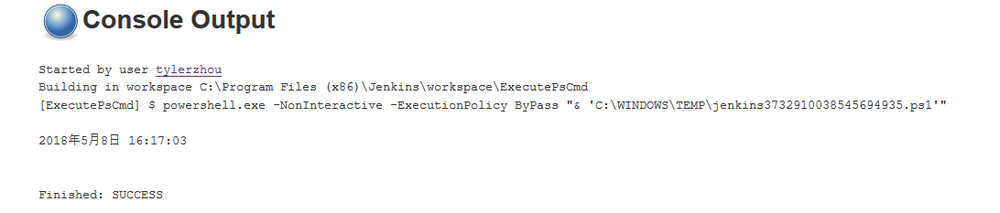 Console Output
Started by user tylerzhou
Building in workspace C:\Program Files (x86)\Jenkins\workspace\ExecutePsCmd
[ExecutePsCmd] $ powershell.exe -NonInteractive -ExecutionPolicy ByPass "& 'C:\WINDOWS\TEMP\jenkins3732910038545694935.ps1'"
2018年5月8日 16:17:03
Finished: SUCCESS